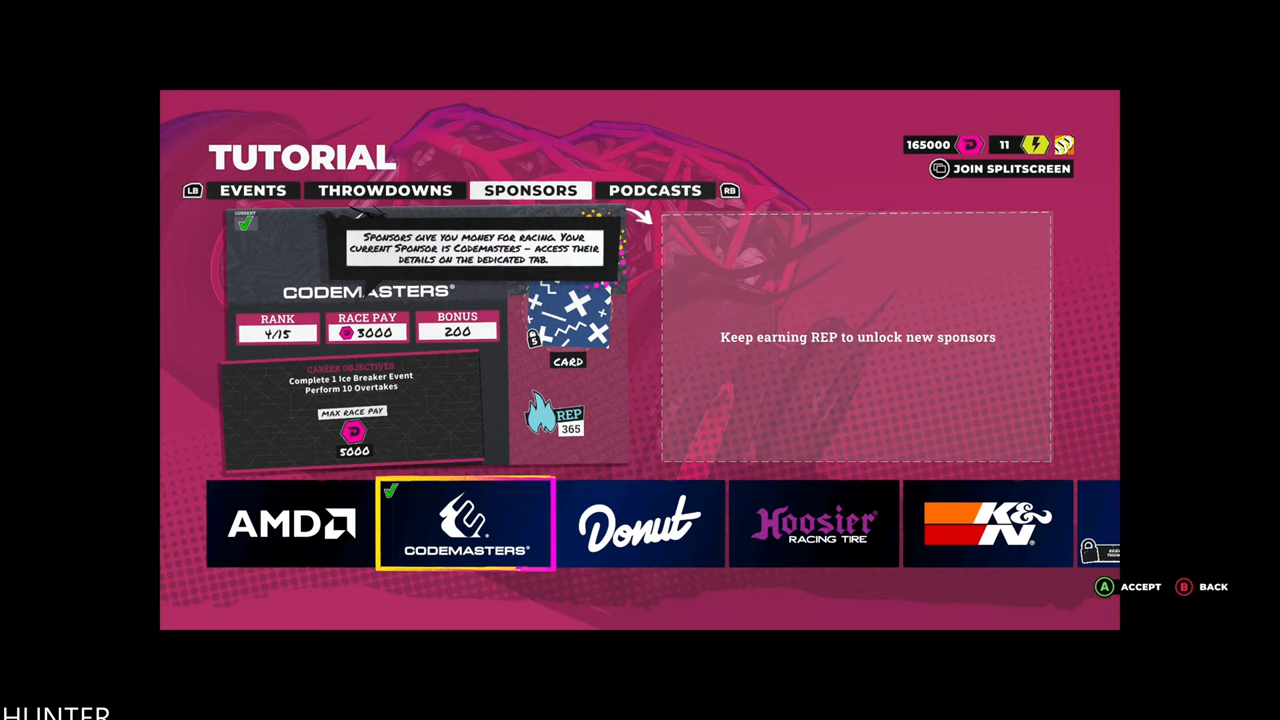 TUTORIAL
165000
11
JOIN SPLITSCREEN
LB
EVENTS
THROWDOWNS
SPONSORS
PODCASTS
RB
CURRENT
SPONSORS GIVE YOU MONEY FOR RACING. YOUR
CURRENT SPONSOR IS CODEMASTERS – ACCESS THEIR
DETAILS ON THE DEDICATED TAB.
CODEMASTERS®
RANK
4/15
RACE PAY
3000
BONUS
200
5
CARD
CAREER OBJECTIVES
Complete 1 Ice Breaker Event
Perform 10 Overtakes
MAX RACE PAY
5000
REP
365
Keep earning REP to unlock new sponsors
AMD
CODEMASTERS®
Donut
Hoosier
RACING TIRE
K&N®
A ACCEPT
B BACK
HUNTER